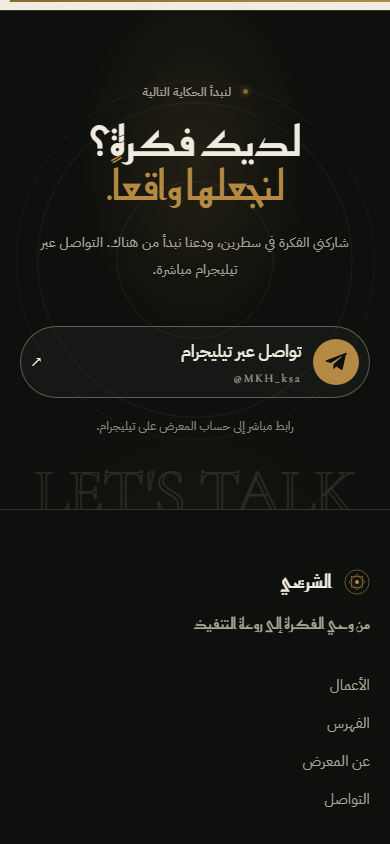 لنبدأ الحكاية التالية
لديك فكرةٌ؟
لنجعلها واقعاً.
شاركني الفكرة في سطرين، ودعنا نبدأ من هناك. التواصل عبر
تيليجرام مباشرة.
تواصل عبر تيليجرام
@MKH_ksa
↗
رابط مباشر إلى حساب المعرض على تيليجرام.
LET'S TALK
الشرعبي
من وحي الفكرة إلى روعة التنفيذ
الأعمال
الفهرس
عن المعرض
التواصل